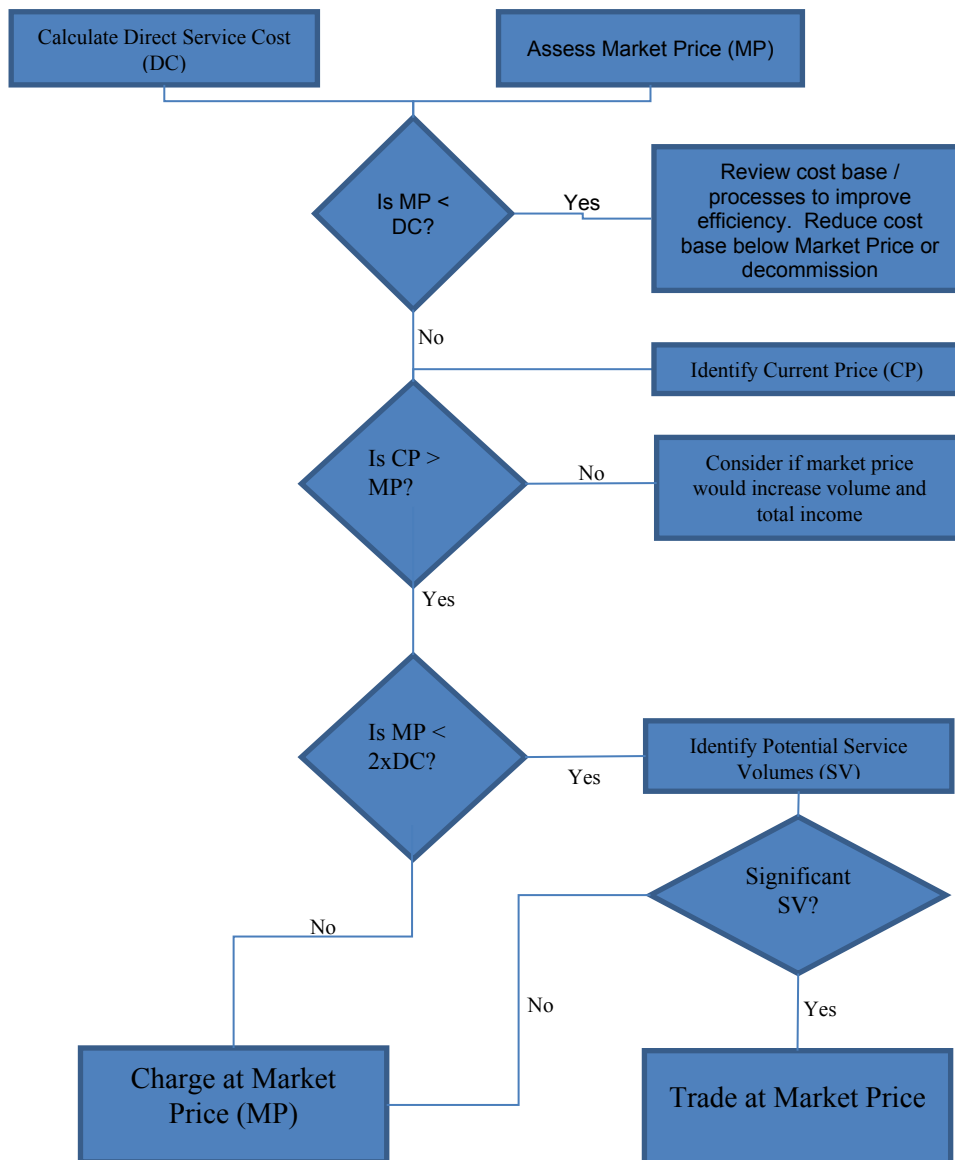 Calculate Direct Service Cost
(DC)
Assess Market Price (MP)
Is MP <
DC?
Yes
Review cost base /
processes to improve
efficiency.  Reduce cost
base below Market Price or
decommission
No
Identify Current Price (CP)
Is CP >
MP?
No
Consider if market price
would increase volume and
total income
Yes
Is MP <
2xDC?
Yes
Identify Potential Service
Volumes (SV)
Significant
SV?
No
No
Yes
Charge at Market
Price (MP)
Trade at Market Price